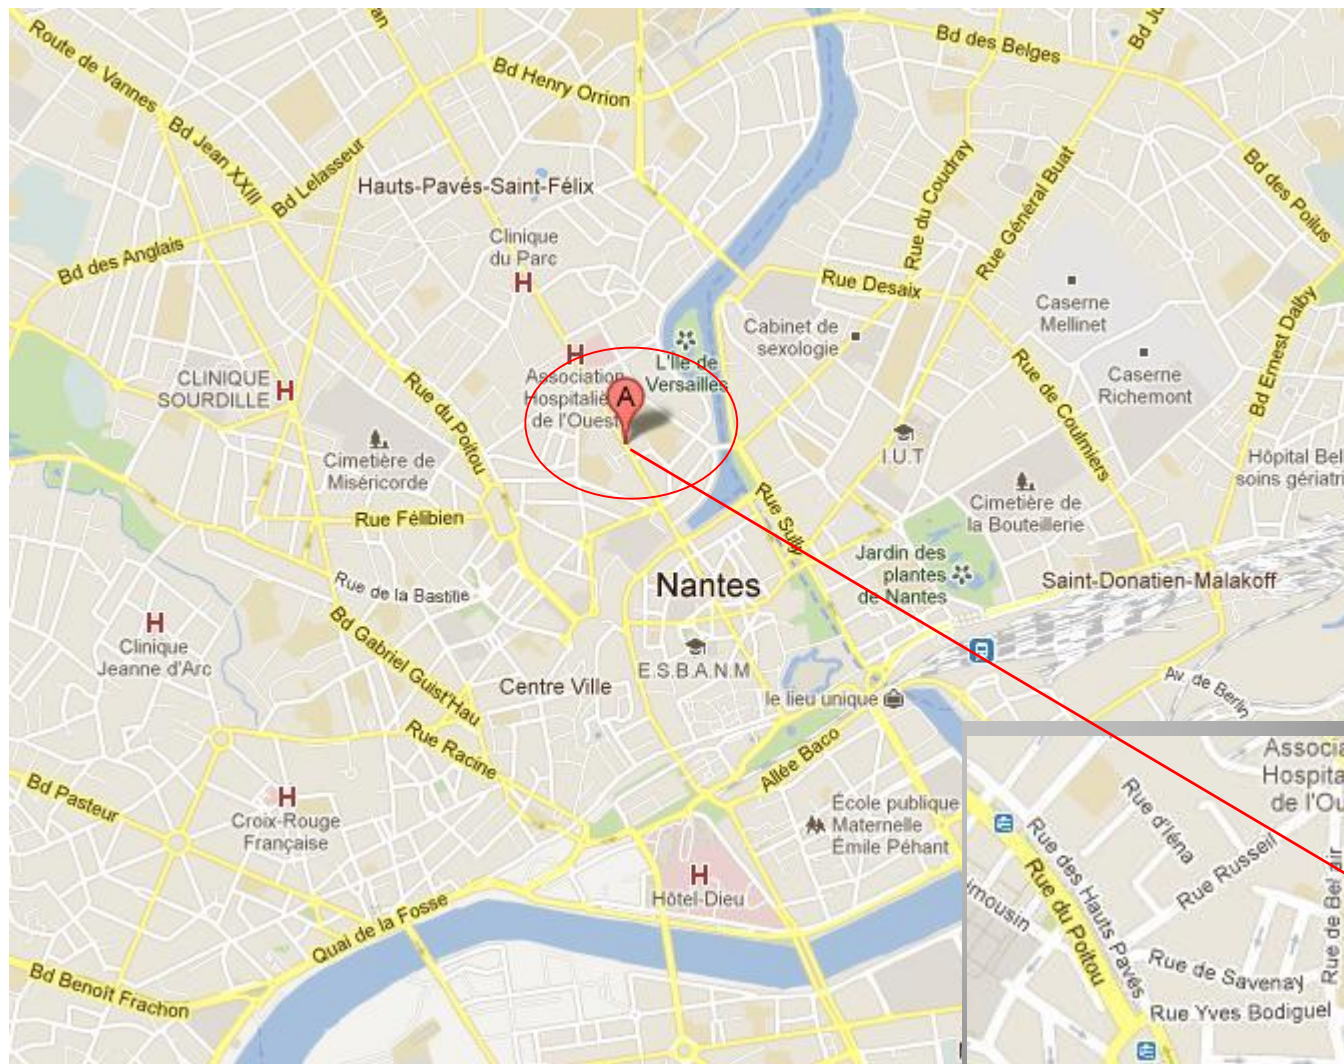 Route de Vannes
Bd Jean XXIII
Bd Lelasseur
Bd Henry Orrion
Bd des Belges
Bd des Poilus
Hauts-Pavés-Saint-Félix
Bd des Anglais
Clinique
du Parc
H
Rue du Coudray
Rue Général Buat
Rue Desaix
Caserne
Mellinet
Cabinet de
sexologie
L'Ile de
Versailles
H
Association
Hospitaliè
de l'Ouest
A
CLINIQUE
SOURDILLE
H
Rue du Poitou
Rue de Coulmiers
Caserne
Richemont
Bd Ernest Dalby
Cimetière de
Miséricorde
I.U.T
Hôpital Bel
soins gériatri
Rue Félibien
Rue Sully
Cimetière de
la Bouteillerie
Jardin des
plantes
de Nantes
Nantes
Saint-Donatien-Malakoff
Rue de la Bastille
H
Clinique
Jeanne d'Arc
Bd Gabriel Guist'Hau
E.S.B.A.N.M
Centre Ville
le lieu unique
Av. de Berlin
Rue Racine
Allée Baco
Bd Pasteur
H
Croix-Rouge
Française
École publique
Maternelle
Émile Péhant
H
Hôtel-Dieu
Quai de la Fosse
Bd Benoît Frachon
Associa
Hospita
de l'Ou
Rue d'Iéna
Rue Russeil
Rue des Hauts Pavés
Rue du Poitou
imousin
Rue de Bel air
Rue de Savenay
Rue Yves Bodiguel